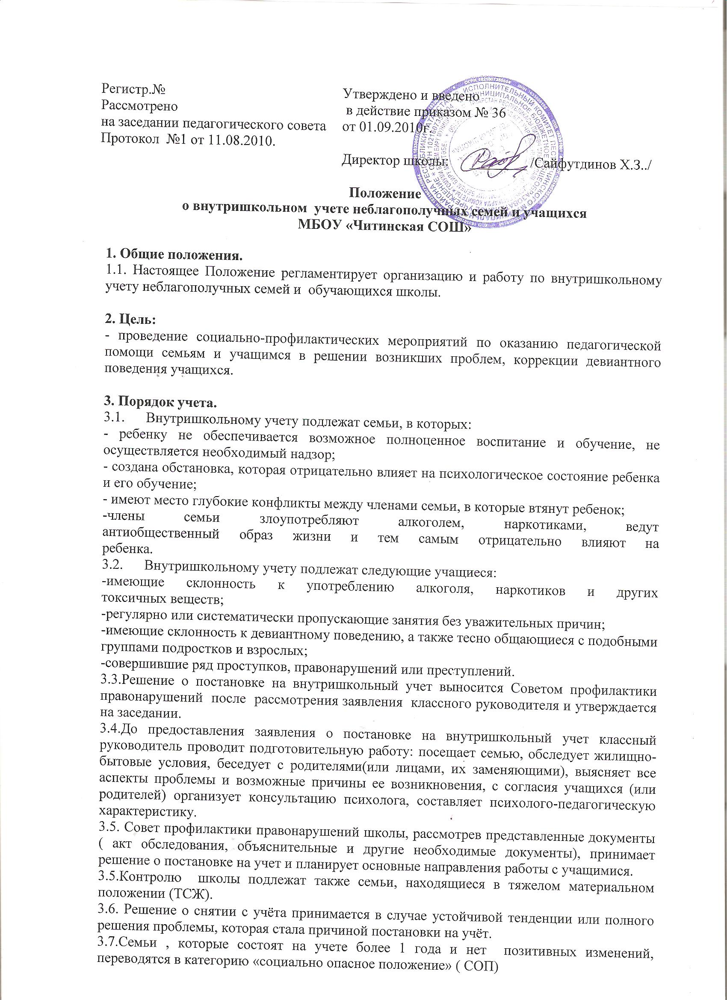 Регистр.№
Рассмотрено
на заседании педагогического совета
Протокол  №1 от 11.08.2010.
Утверждено и введено
в действие приказом № 36
от 01.09.2010г.
Директор школы: ________ /Сайфутдинов Х.З../
Положение
о внутришкольном  учете неблагополучных семей и учащихся
МБОУ «Читинская СОШ»
1. Общие положения.
1.1. Настоящее Положение регламентирует организацию и работу по внутришкольному
учету неблагополучных семей и  обучающихся школы.
2. Цель:
- проведение социально-профилактических мероприятий по оказанию педагогической
помощи семьям и учащимся в решении возникших проблем, коррекции девиантного
поведения учащихся.
3. Порядок учета.
3.1. Внутришкольному учету подлежат семьи, в которых:
- ребенку не обеспечивается возможное полноценное воспитание и обучение, не
осуществляется необходимый надзор;
- создана обстановка, которая отрицательно влияет на психологическое состояние ребенка
и его обучение;
- имеют место глубокие конфликты между членами семьи, в которые втянут ребенок;
-члены семьи злоупотребляют алкоголем, наркотиками, ведут
антиобщественный образ жизни и тем самым отрицательно влияют на
ребенка.
3.2. Внутришкольному учету подлежат следующие учащиеся:
-имеющие склонность к употреблению алкоголя, наркотиков и других
токсичных веществ;
-регулярно или систематически пропускающие занятия без уважительных причин;
-имеющие склонность к девиантному поведению, а также тесно общающиеся с подобными
группами подростков и взрослых;
-совершившие ряд проступков, правонарушений или преступлений.
3.3.Решение о постановке на внутришкольный учет выносится Советом профилактики
правонарушений  после  рассмотрения заявления  классного руководителя и утверждается
на заседании.
3.4.До предоставления заявления о постановке на внутришкольный учет классный
руководитель проводит подготовительную работу: посещает семью, обследует жилищно-
бытовые условия, беседует с родителями(или лицами, их заменяющими), выясняет все
аспекты проблемы и возможные причины ее возникновения, с согласия учащихся (или
родителей) организует консультацию психолога, составляет психолого-педагогическую
характеристику.
3.5. Совет профилактики правонарушений школы, рассмотрев представленные документы
( акт обследования, объяснительные и другие необходимые документы), принимает
решение о постановке на учет и планирует основные направления работы с учащимися.
3.5.Контролю  школы подлежат также семьи, находящиеся в тяжелом материальном
положении (ТСЖ).
3.6. Решение о снятии с учёта принимается в случае устойчивой тенденции или полного
решения проблемы, которая стала причиной постановки на учёт.
3.7.Семьи , которые состоят на учете более 1 года и нет  позитивных изменений,
переводятся в категорию «социально опасное положение» ( СОП)